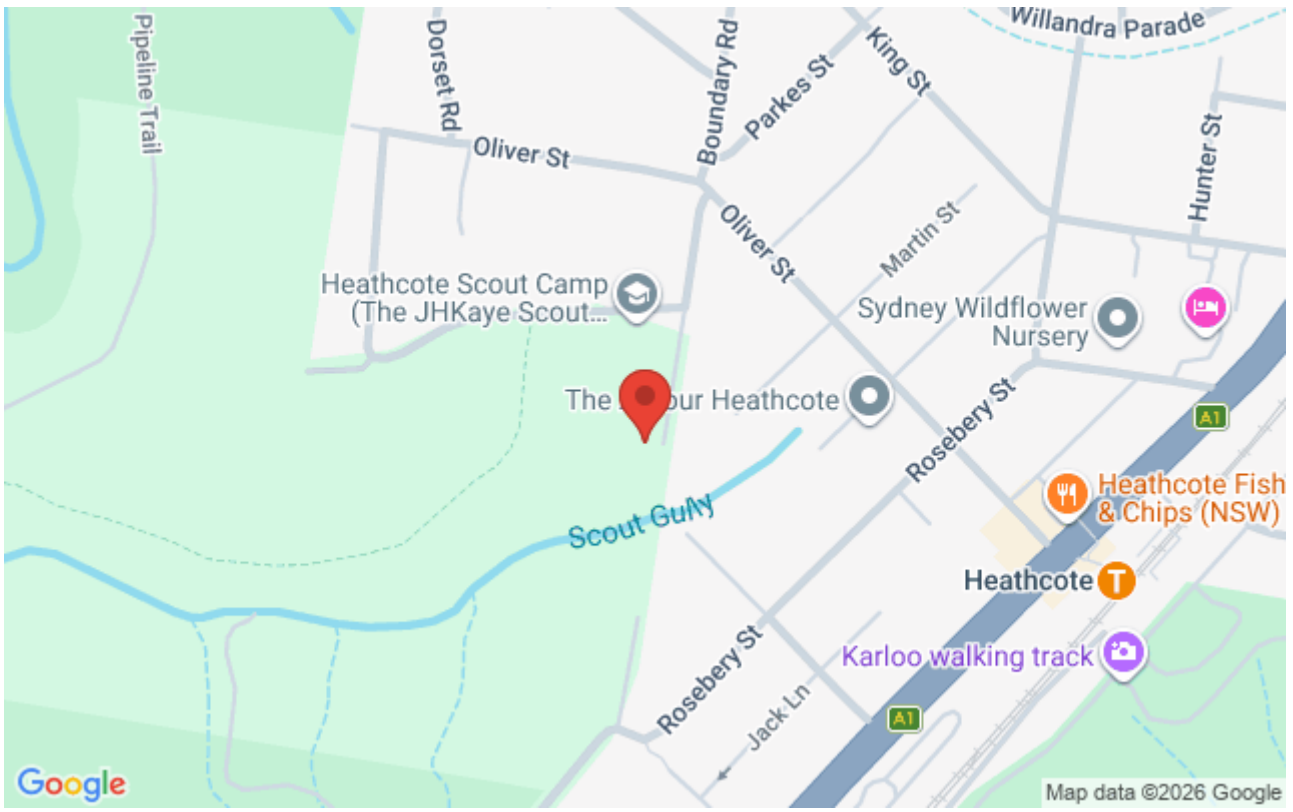 Pipeline Trail
Dorset Rd
Boundary Rd
Parkes St
King St
Willandra Parade
Hunter St
Oliver St
Oliver St
Martin St
Heathcote Scout Camp
(The JHKaye Scout...
Sydney Wildflower
Nursery
The Heathcote
Rosebery St
A1
Scout Gully
Heathcote Fish
& Chips (NSW)
Heathcote
T
Karloo walking track
Rosebery St
Jack Ln
A1
Google
Map data ©2026 Google